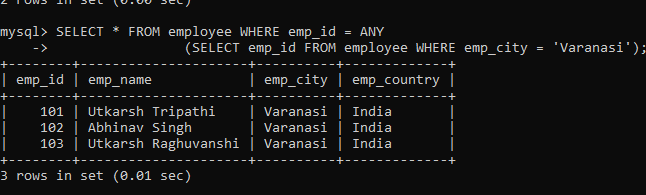 2 rows in set (0.00 sec)
mysql> SELECT * FROM employee WHERE emp_id = ANY
    ->                (SELECT emp_id FROM employee WHERE emp_city = 'Varanasi');
+--------+---------------------+----------+-------------+
| emp_id | emp_name            | emp_city | emp_country |
+--------+---------------------+----------+-------------+
|    101 | Utkarsh Tripathi    | Varanasi | India       |
|    102 | Abhinav Singh       | Varanasi | India       |
|    103 | Utkarsh Raghuvanshi | Varanasi | India       |
+--------+---------------------+----------+-------------+
3 rows in set (0.01 sec)